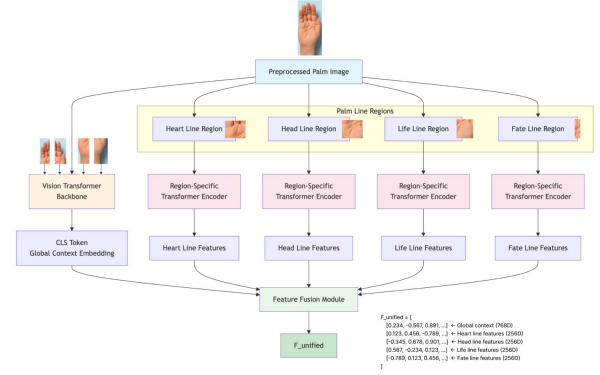 Preprocessed Palm Image
Palm Line Regions
Heart Line Region
Head Line Region
Life Line Region
Fate Line Region
Vision Transformer
Backbone
Region-Specific
Transformer Encoder
Region-Specific
Transformer Encoder
Region-Specific
Transformer Encoder
Region-Specific
Transformer Encoder
CLS Token
Global Context Embedding
Heart Line Features
Head Line Features
Life Line Features
Fate Line Features
Feature Fusion Module
F_unified
F_unified = [
[0.234, -0.567, 0.891, ...] ← Global context (768D)
[0.123, 0.456, -0.789, ...] ← Heart line features (256D)
[-0.345, 0.678, 0.901, ...] ← Head line features (256D)
[0.567, -0.234, 0.123, ...] ← Life line features (256D)
[-0.789, 0.123, 0.456, ...] ← Fate line features (256D)
]